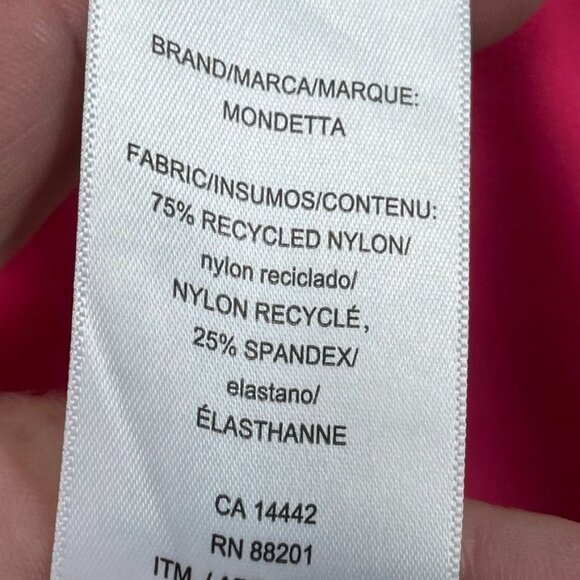 BRAND/MARCA/MARQUE:
MONDETTA
FABRIC/INSUMOS/CONTENU:
75% RECYCLED NYLON/
nylon reciclado/
NYLON RECYCLÉ,
25% SPANDEX/
elastano/
ÉLASTHANNE
CA 14442
RN 88201
ITM. /